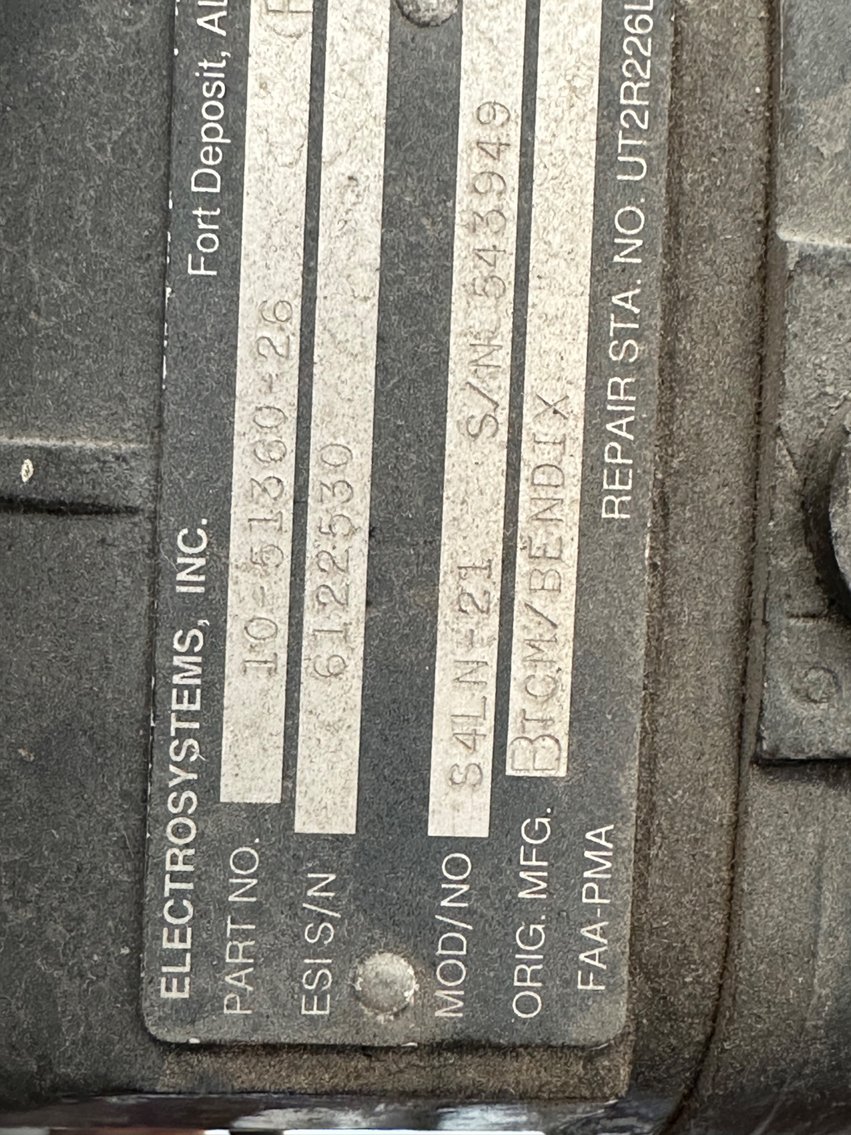 ELECTROSYSTEMS, INC. Fort Deposit, AL
PART NO. 10-51360-26
ESI S/N 6122530
MOD/NO S4LN-21 S/N 543949
ORIG. MFG. BTCM/BENDIX
FAA-PMA REPAIR STA. NO. UT2R226L